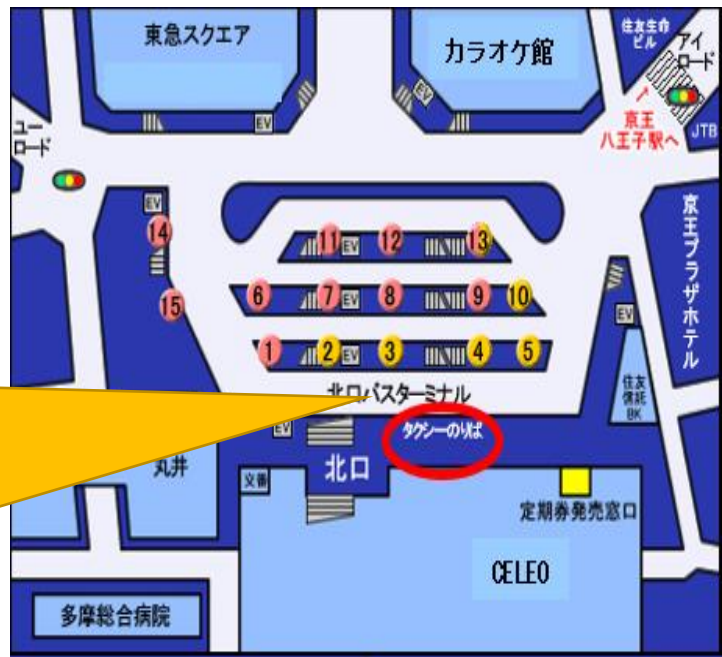 東急スクエア
カラオケ館
住友生命
ビル
アイ
ロード
京王
八王子駅へ
JTB
ユー
ロード
EV
EV
EV
14
15
11
EV
12
13
6
7
EV
8
9
10
1
2
EV
3
4
5
EV
京王プラザホテル
住友
信託
BK
北口バスターミナル
EV
タクシーのりば
丸井
交番
北口
定期券発売窓口
CELEO
多摩総合病院